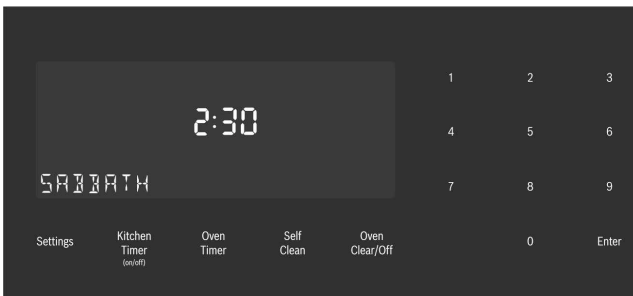 2:30
SABBATH
1 2 3
4 5 6
7 8 9
0 Enter
Settings
Kitchen
Timer
(on/off)
Oven
Timer
Self
Clean
Oven
Clear/Off